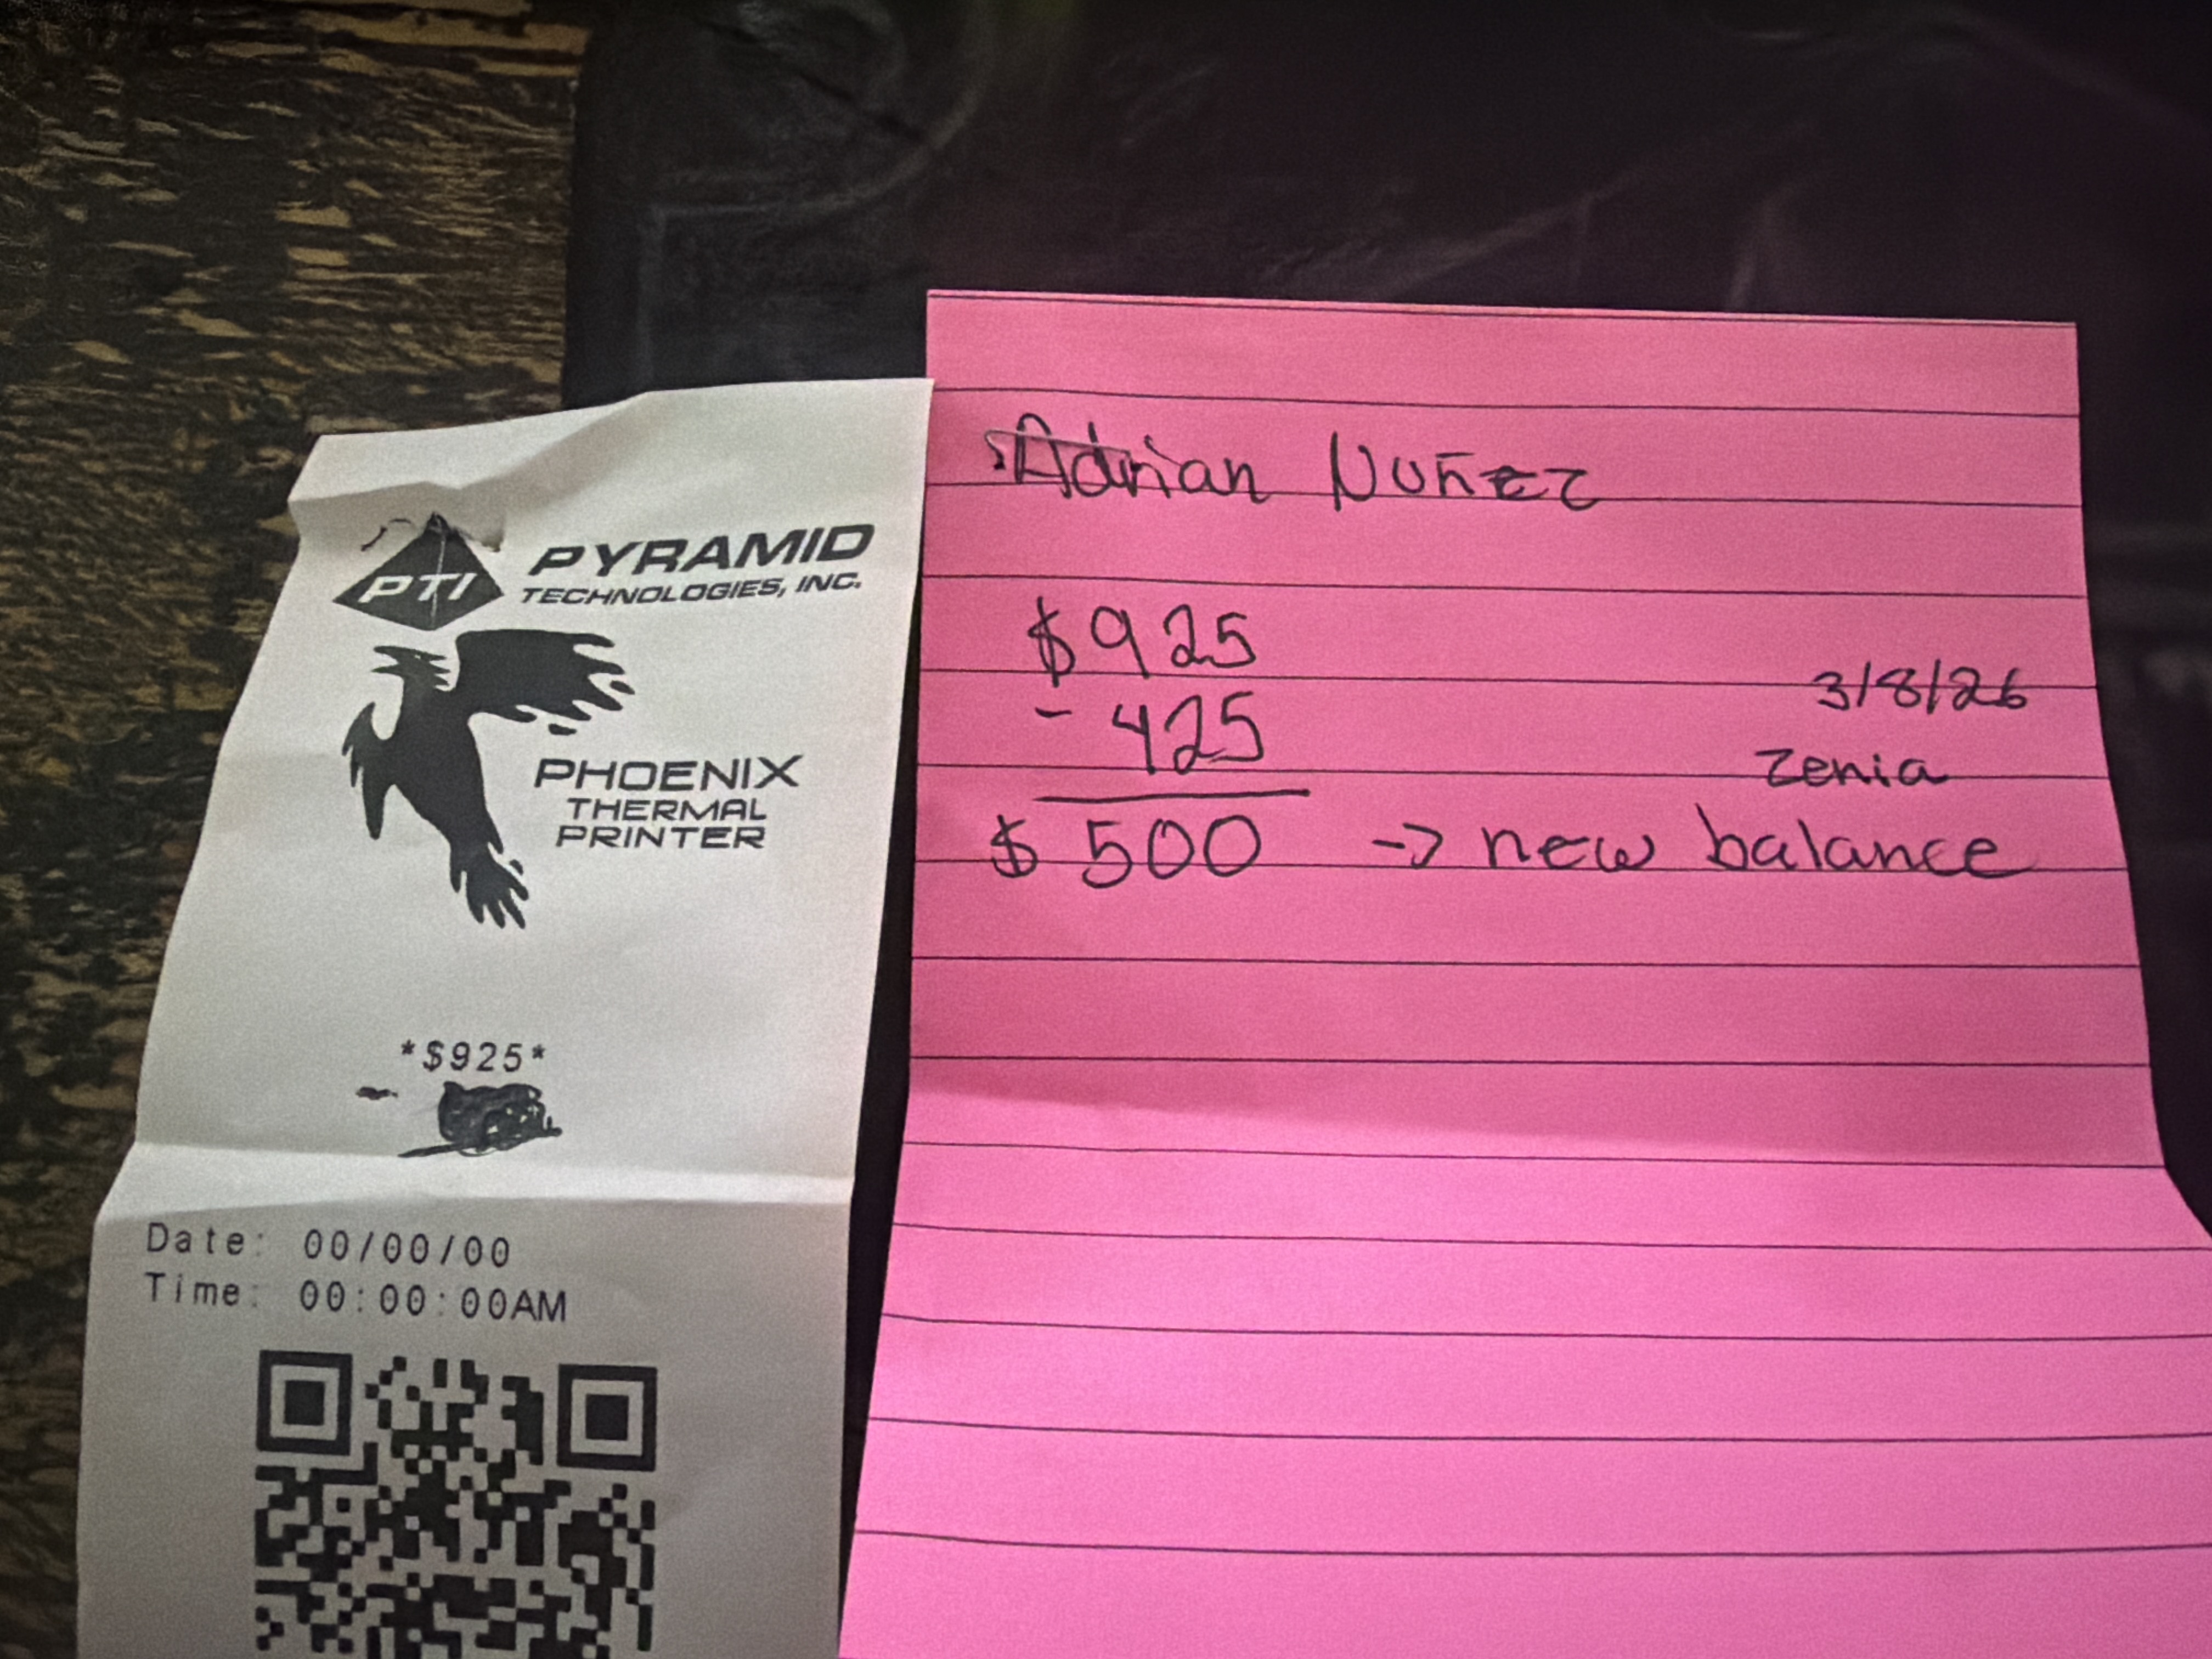 PTI PYRAMID
TECHNOLOGIES, INC.
PHOENIX
THERMAL
PRINTER
*$925*
-
Date: 00/00/00
Time: 00:00:00AM
Adrian Nuñez
$925
- 425
$ 500 -> new balance
3/8/26
Zenia